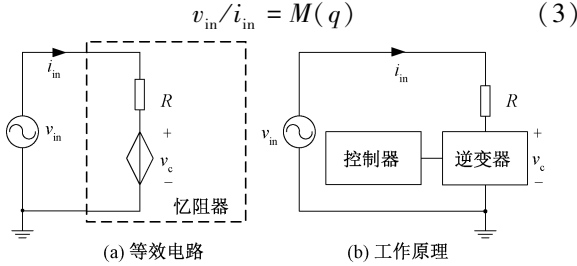 v_in/i_in = M(q) (3)
i_in
R
v_in
+
v_c
−
忆阻器
i_in
R
v_in
控制器
逆变器
+
v_c
−
(a) 等效电路
(b) 工作原理